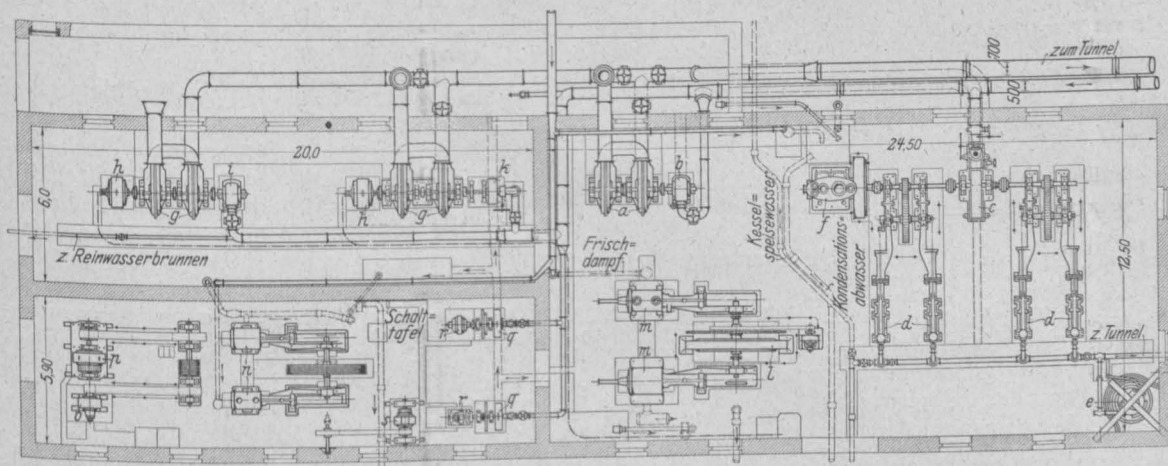 zum Tunnel
700
500
20,0
24,50
6,0
h
g
i
h
g
k
a
b
f
c
12,50
z. Reinwasserbrunnen
Frisch=
dampf
Kessel=
speisewasser
Kondensations=
abwasser
Schalt=
tafel
5,90
n
o
n
r
q
r
q
s
m
m
l
d
d
z. Tunnel
e